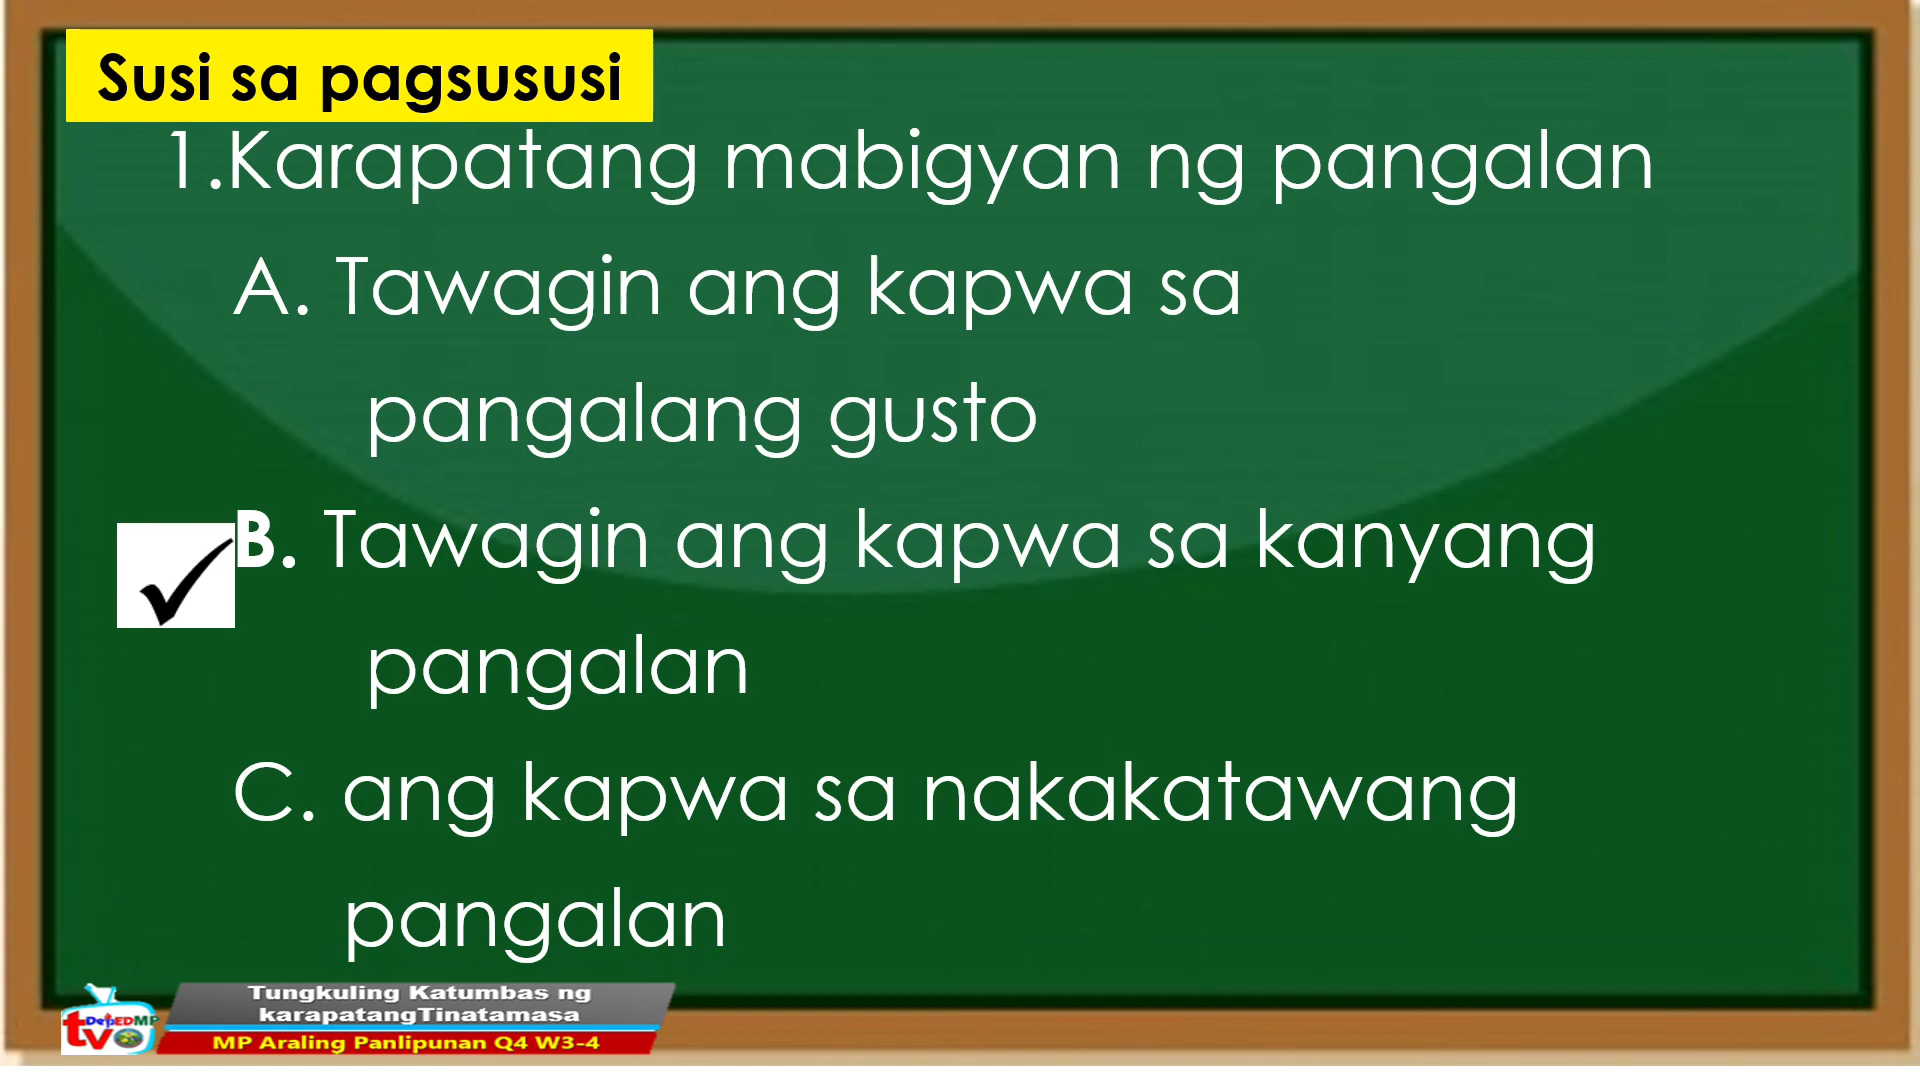 Susi sa pagsusuri
1.Karapatang mabigyan ng pangalan
A. Tawagin ang kapwa sa
pangalang gusto
B. Tawagin ang kapwa sa kanyang
pangalan
C. ang kapwa sa nakakatawang
pangalan
Tungkuling Katumbas ng
karapatangTinatamasa
DepEDMP
tv
MP Araling Panlipunan Q4 W3-4